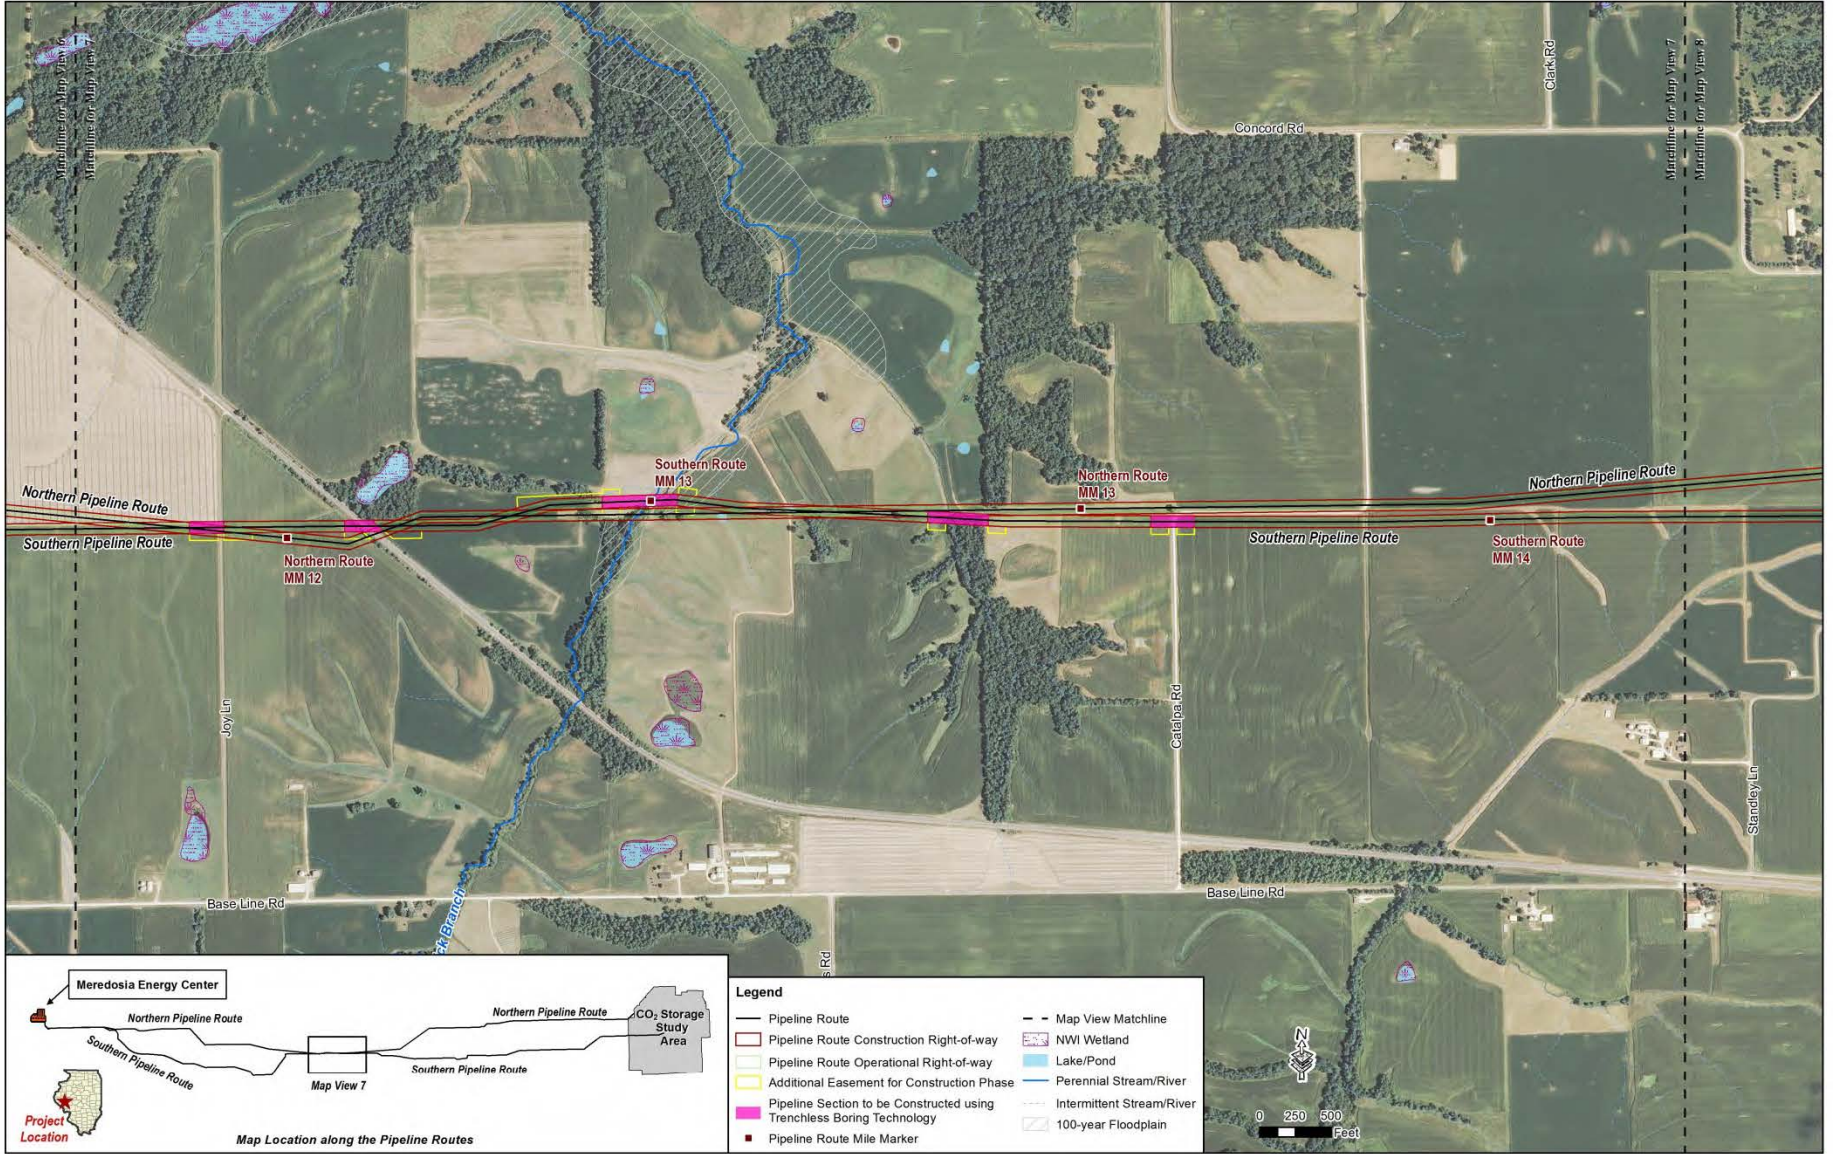 Matchline for Map View 6
Matchline for Map View 7
Clark Rd
Concord Rd
Matchline for Map View 7
Matchline for Map View 8
Southern Route
MM 13
Northern Route
MM 13
Northern Pipeline Route
Northern Pipeline Route
Southern Pipeline Route
Northern Route
MM 12
Southern Pipeline Route
Southern Route
MM 14
Joy Ln
Catalpa Rd
Standley Ln
Base Line Rd
Base Line Rd
ck Branch
s Rd
Meredosia Energy Center
Northern Pipeline Route
Northern Pipeline Route
CO₂ Storage
Study
Area
Southern Pipeline Route
Southern Pipeline Route
Map View 7
Project
Location
Map Location along the Pipeline Routes
Legend
Pipeline Route
Pipeline Route Construction Right-of-way
Pipeline Route Operational Right-of-way
Additional Easement for Construction Phase
Pipeline Section to be Constructed using
Trenchless Boring Technology
Pipeline Route Mile Marker
Map View Matchline
NWI Wetland
Lake/Pond
Perennial Stream/River
Intermittent Stream/River
100-year Floodplain
N
0 250 500
Feet